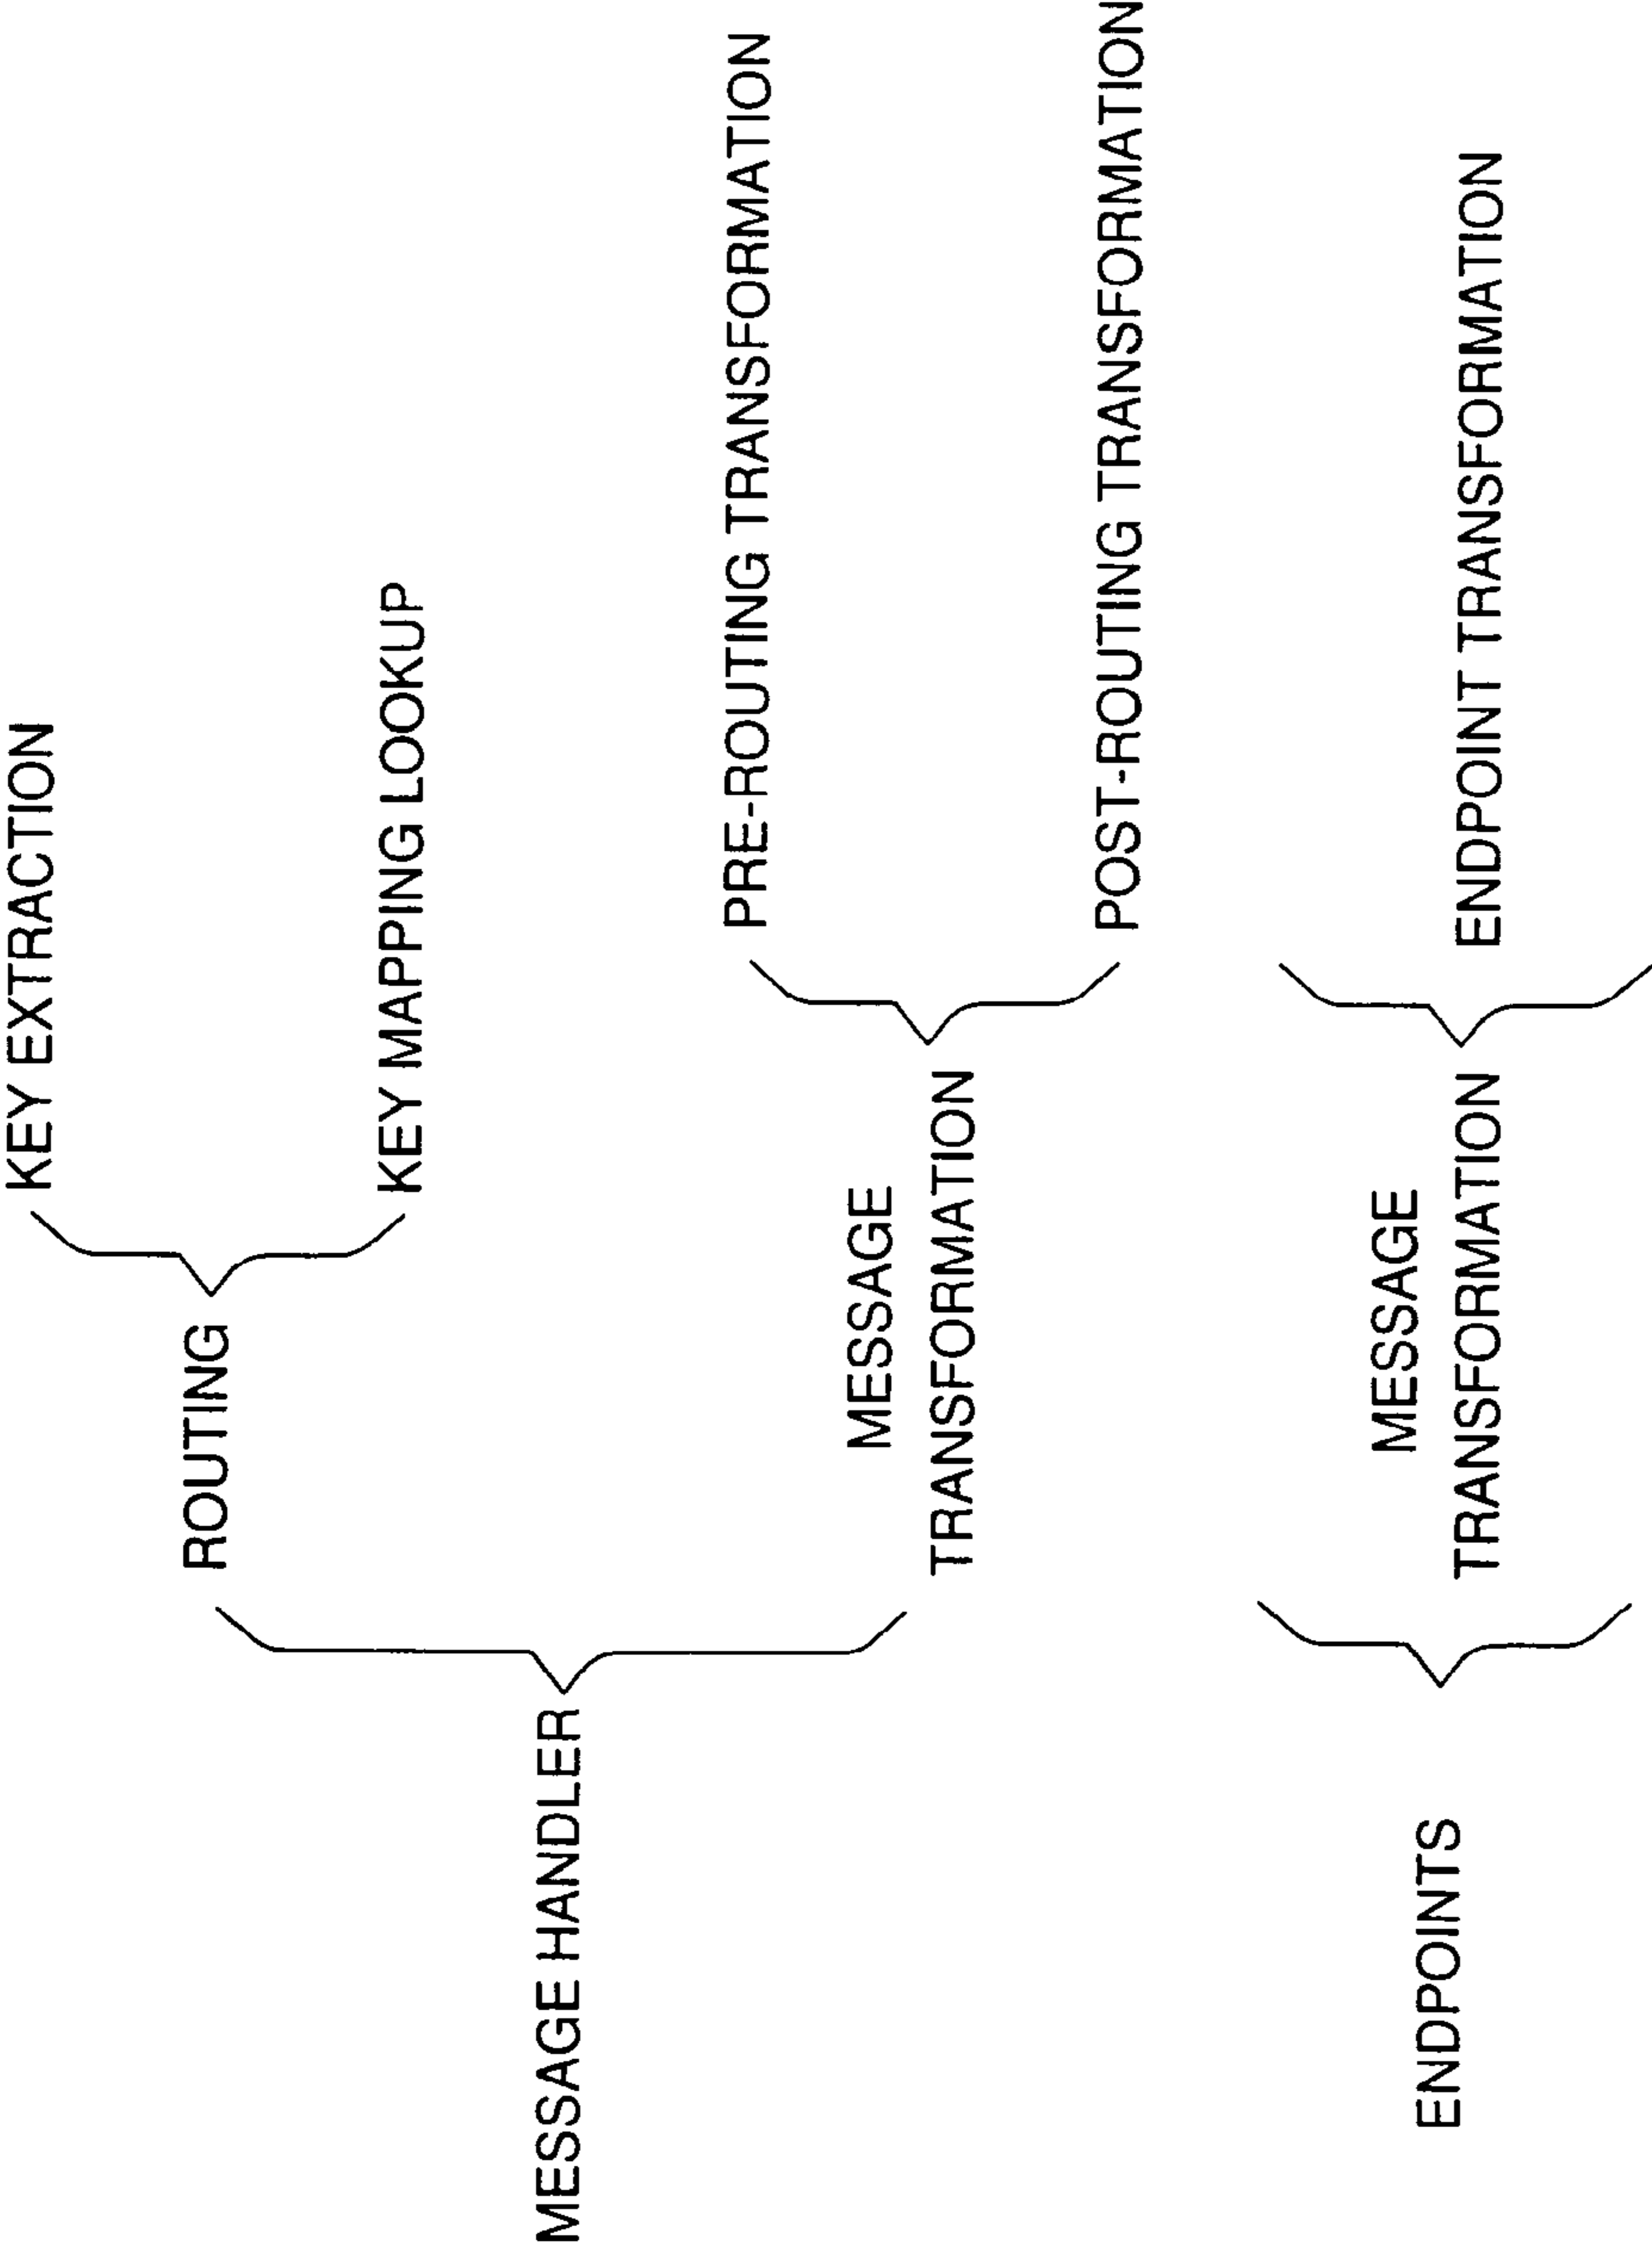 KEY EXTRACTION
ROUTING
KEY MAPPING LOOKUP
MESSAGE HANDLER
PRE-ROUTING TRANSFORMATION
MESSAGE
TRANSFORMATION
POST-ROUTING TRANSFORMATION
MESSAGE
ENDPOINTS
TRANSFORMATION
ENDPOINT TRANSFORMATION